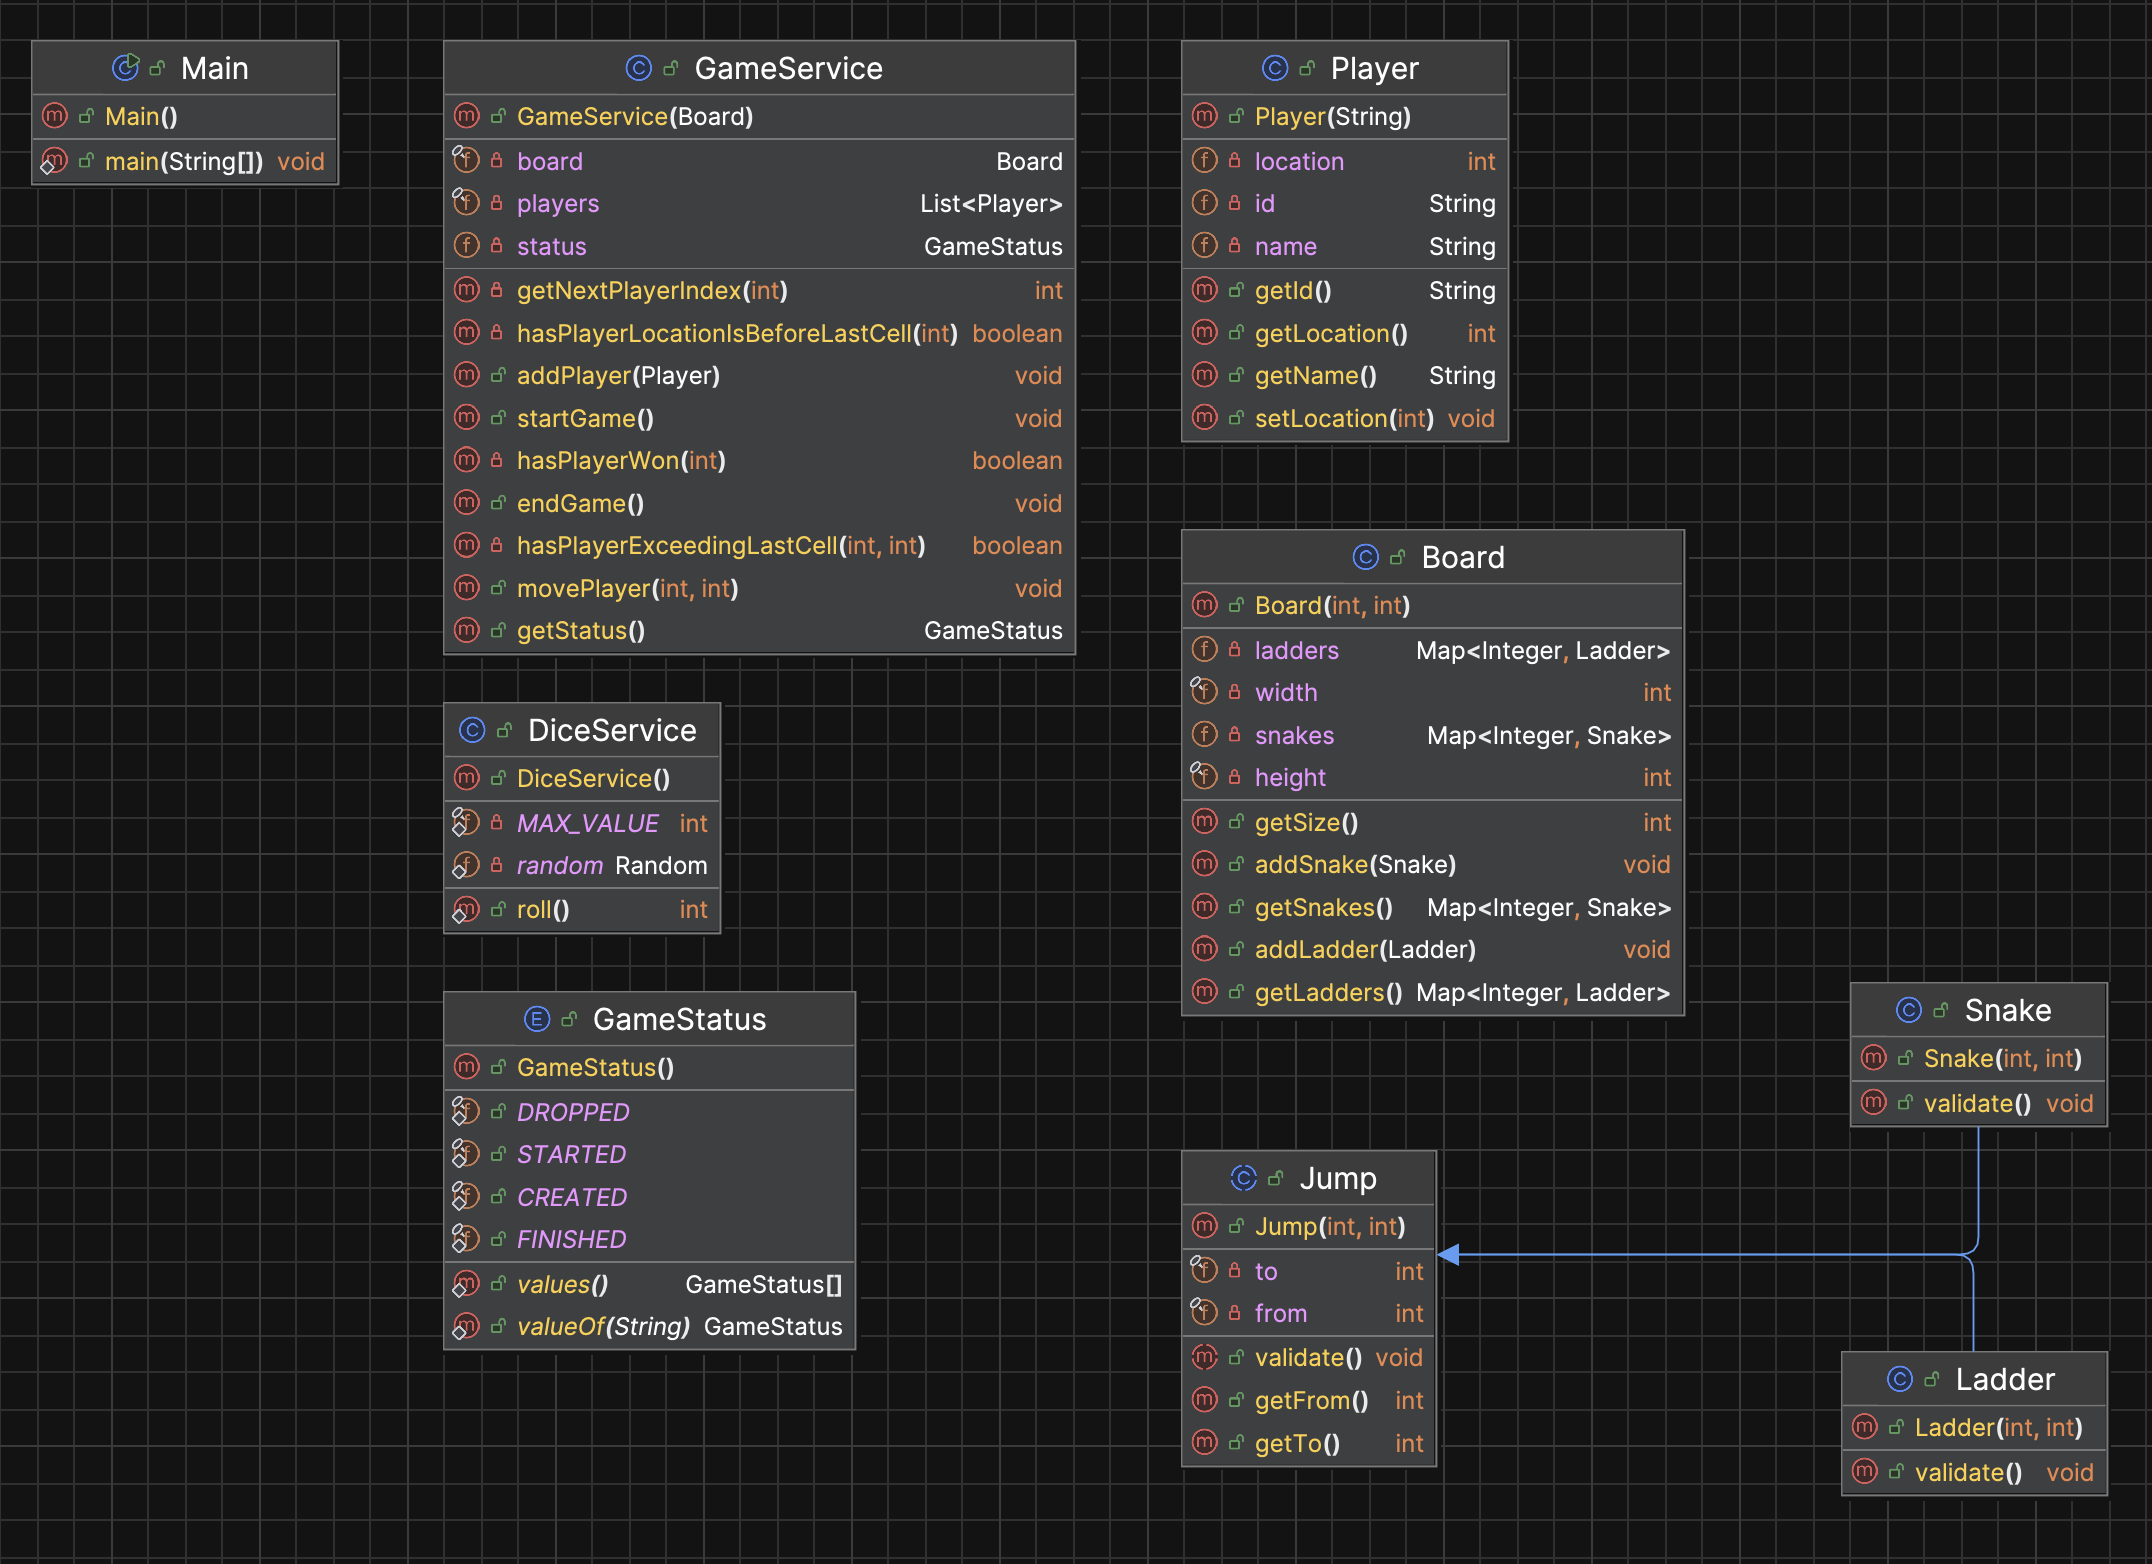 Main
Main()
main(String[]) void
GameService
GameService(Board)
board Board
players List<Player>
status GameStatus
getNextPlayerIndex(int) int
hasPlayerLocationIsBeforeLastCell(int) boolean
addPlayer(Player) void
startGame() void
hasPlayerWon(int) boolean
endGame() void
hasPlayerExceedingLastCell(int, int) boolean
movePlayer(int, int) void
getStatus() GameStatus
Player
Player(String)
location int
id String
name String
getId() String
getLocation() int
getName() String
setLocation(int) void
Board
Board(int, int)
ladders Map<Integer, Ladder>
width int
snakes Map<Integer, Snake>
height int
getSize() int
addSnake(Snake) void
getSnakes() Map<Integer, Snake>
addLadder(Ladder) void
getLadders() Map<Integer, Ladder>
DiceService
DiceService()
MAX_VALUE int
random Random
roll() int
GameStatus
GameStatus()
DROPPED
STARTED
CREATED
FINISHED
values() GameStatus[]
valueOf(String) GameStatus
Jump
Jump(int, int)
to int
from int
validate() void
getFrom() int
getTo() int
Snake
Snake(int, int)
validate() void
Ladder
Ladder(int, int)
validate() void